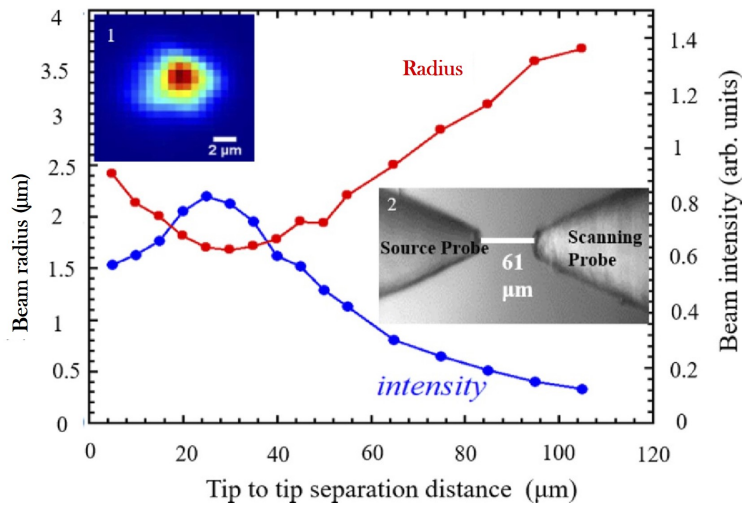 4
3.5
3
2.5
2
1.5
1
0.5
0
Beam radius (µm)
1
2 µm
Radius
2
Source Probe
Scanning
Probe
61
µm
intensity
1.4
1.2
1
0.8
0.6
0.4
0.2
0
Beam intensity (arb. units)
0
20
40
60
80
100
120
Tip to tip separation distance (µm)